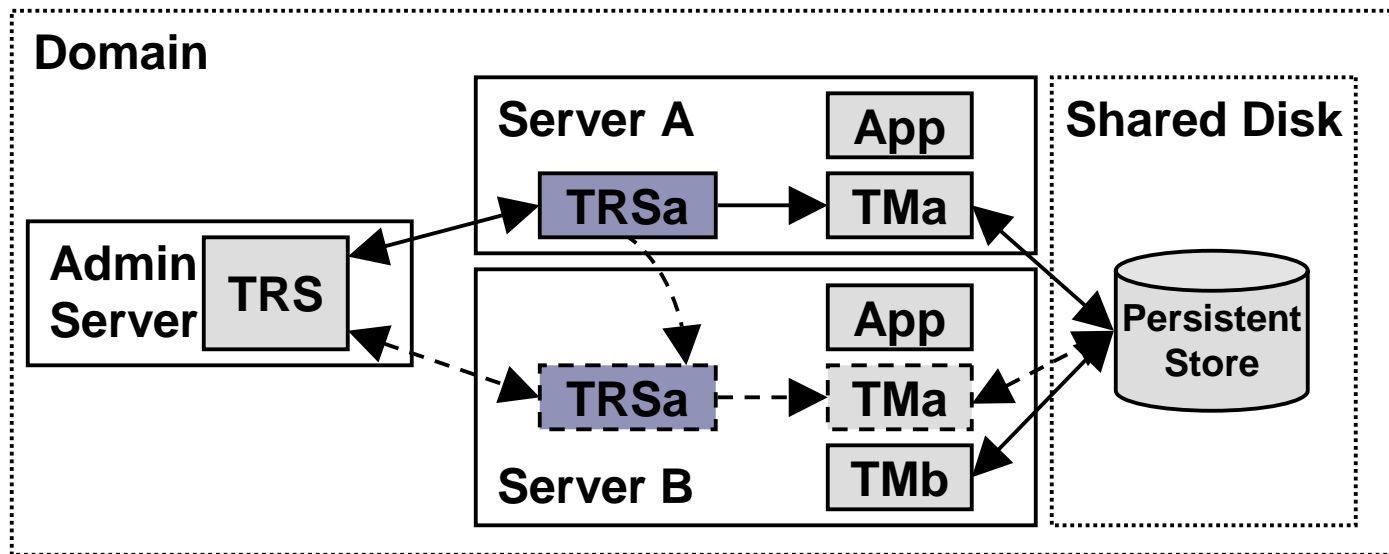 Domain
Server A
App
Shared Disk
TRSa
TMa
Admin
Server
TRS
App
Persistent
Store
TRSa
TMa
Server B
TMb